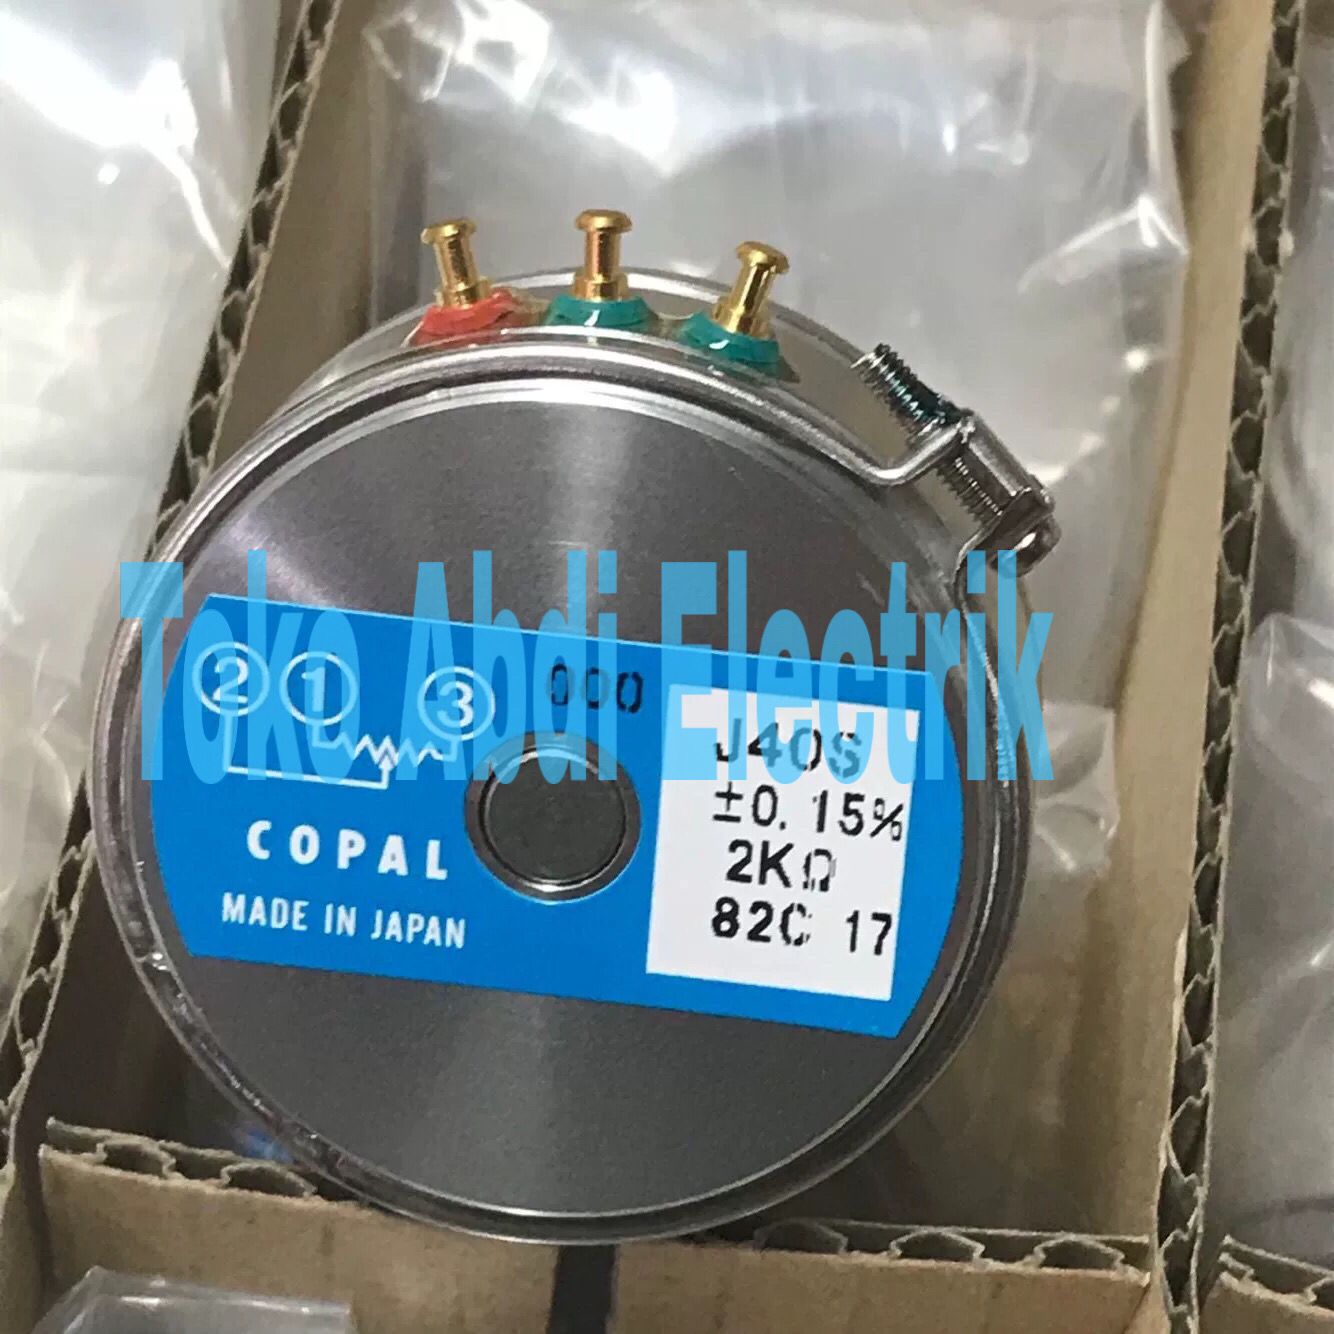 Toko Abdi Electrik
2 1 3
000
J40S
±0.15%
2KΩ
82C 17
COPAL
MADE IN JAPAN